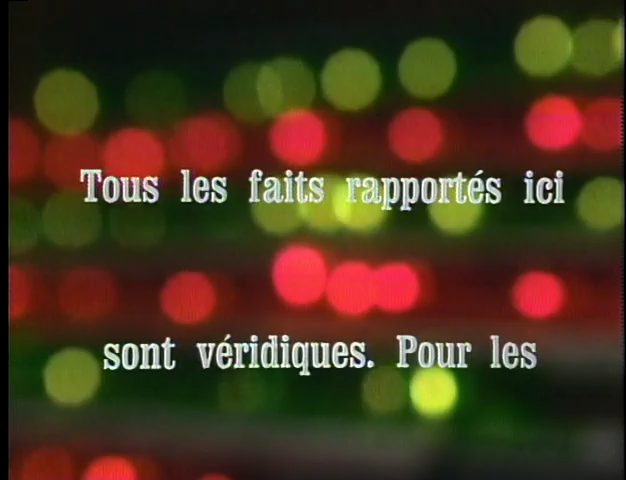 Tous les faits rapportés ici
sont véridiques. Pour les